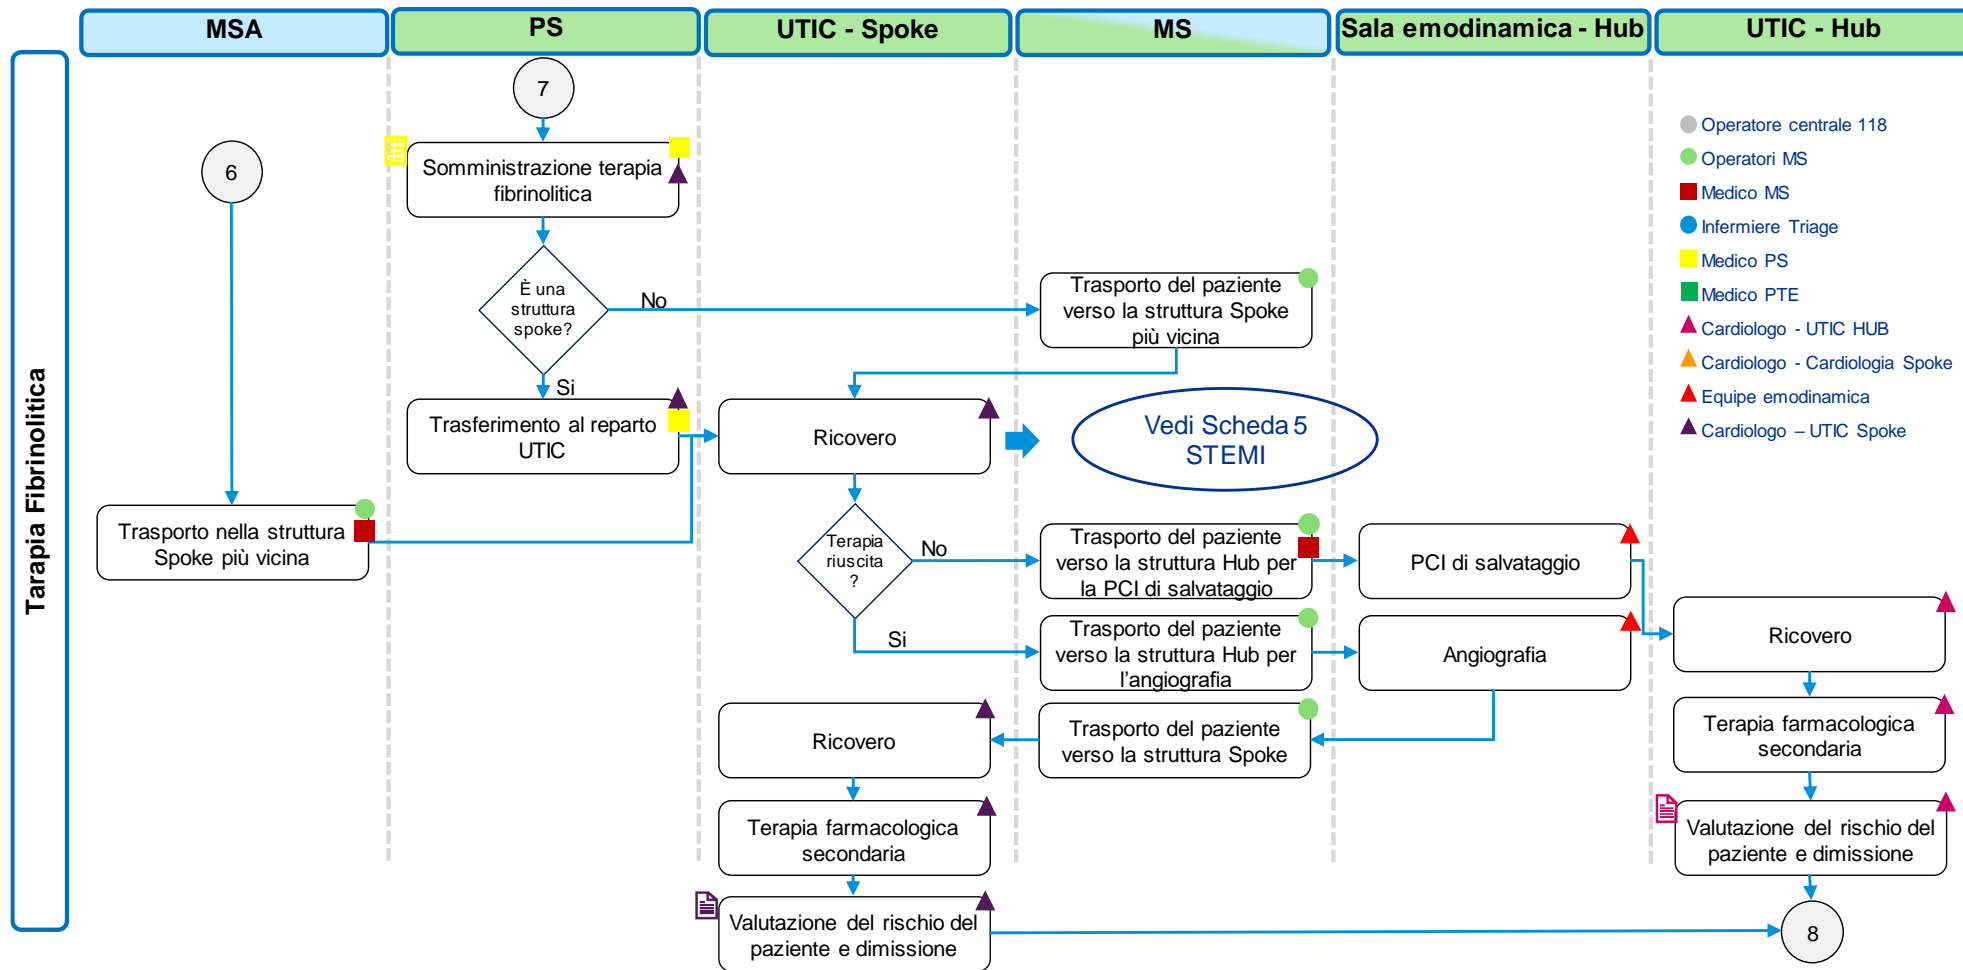 MSA
PS
UTIC - Spoke
MS
Sala emodinamica - Hub
UTIC - Hub
Tarapia Fibrinolitica
7
6
Somministrazione terapia
fibrinolitica
È una
struttura
spoke?
No
Si
Trasporto del paziente
verso la struttura Spoke
più vicina
Operatore centrale 118
Operatori MS
Medico MS
Infermiere Triage
Medico PS
Medico PTE
Cardiologo - UTIC HUB
Cardiologo - Cardiologia Spoke
Equipe emodinamica
Cardiologo – UTIC Spoke
Trasferimento al reparto
UTIC
Ricovero
Vedi Scheda 5
STEMI
Trasporto nella struttura
Spoke più vicina
Terapia
riuscita
?
No
Si
Trasporto del paziente
verso la struttura Hub per
la PCI di salvataggio
PCI di salvataggio
Trasporto del paziente
verso la struttura Hub per
l'angiografia
Angiografia
Ricovero
Ricovero
Trasporto del paziente
verso la struttura Spoke
Terapia farmacologica
secondaria
Terapia farmacologica
secondaria
Valutazione del rischio del
paziente e dimissione
Valutazione del rischio del
paziente e dimissione
8